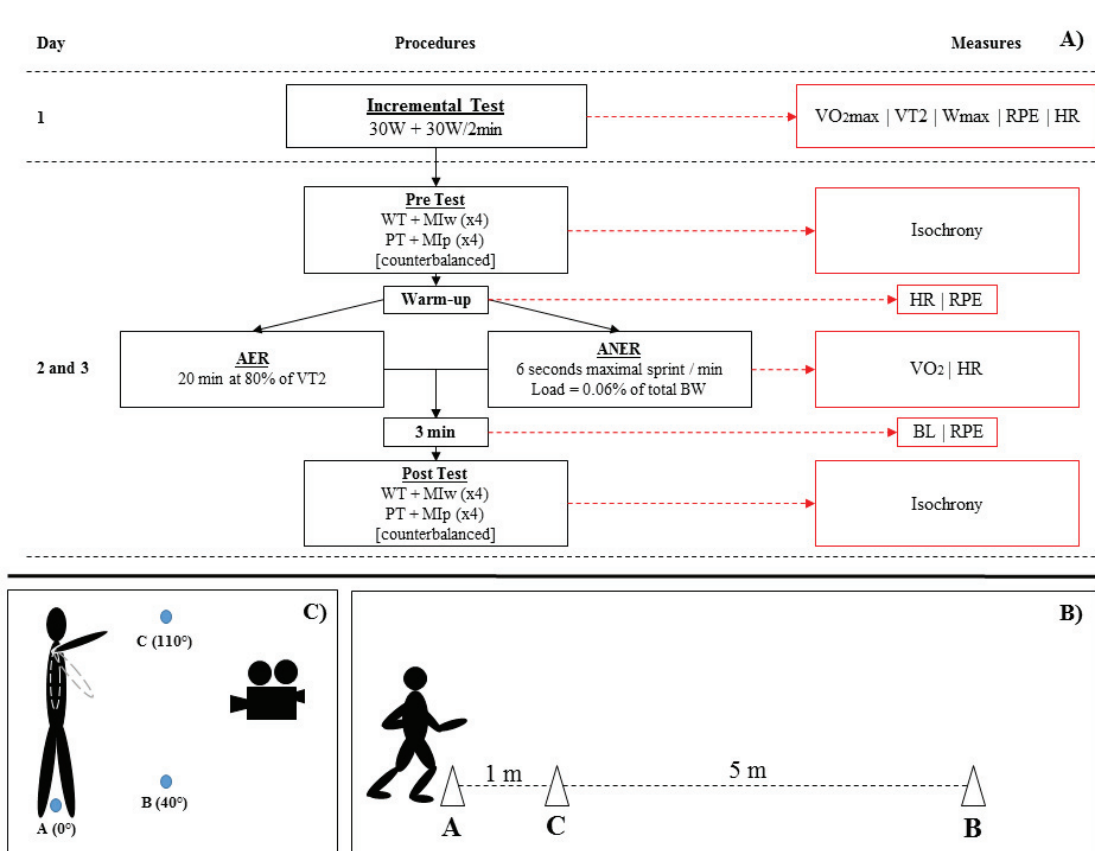 Day Procedures Measures A)
1
Incremental Test
30W + 30W/2min
VO2max | VT2 | Wmax | RPE | HR
Pre Test
WT + MIw (x4)
PT + MIp (x4)
[counterbalanced]
Isochrony
Warm-up
HR | RPE
2 and 3
AER
20 min at 80% of VT2
ANER
6 seconds maximal sprint / min
Load = 0.06% of total BW
VO2 | HR
3 min
BL | RPE
Post Test
WT + MIw (x4)
PT + MIp (x4)
[counterbalanced]
Isochrony
C)
C (110°)
B (40°)
A (0°)
B)
1 m
5 m
A
C
B